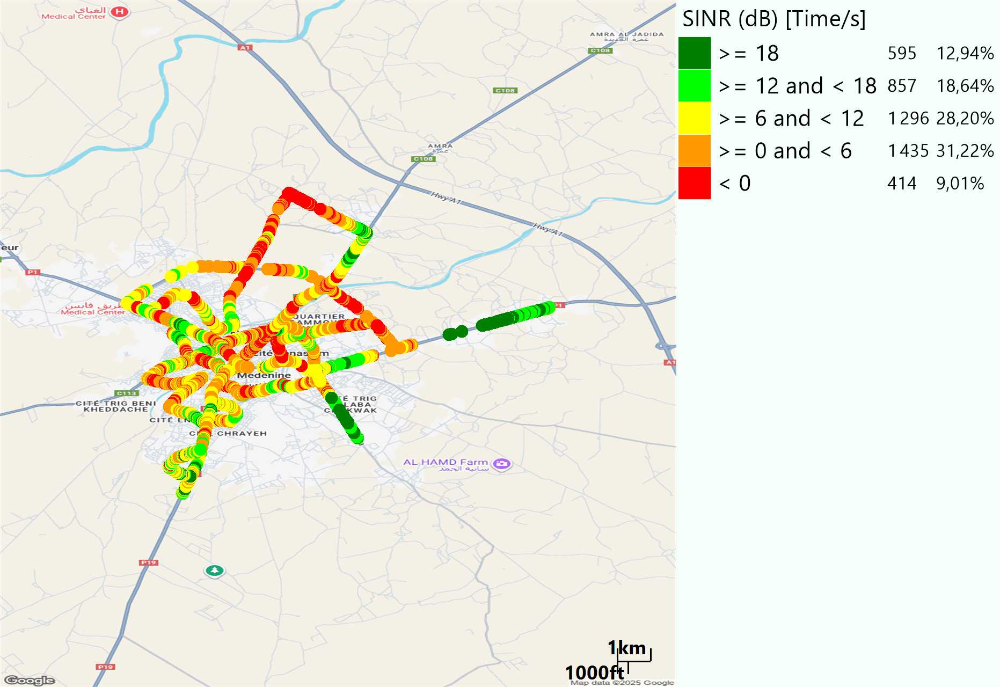 الغباي
Medical Center
A1
AMRA AL JADIDA
عمرة الجديدة
C108
C108
AMRA
عمرة
C108
Hwy A1
Hwy A1
eur
P1
طريق قابس
Medical Center
P1
QUARTIER
A1
Medenine
C113
CITÉ TRIG BENI
KHEDDACHE
CHRAYEH
AL HAMD Farm
سانية الحمد
P19
P19
1km
1000ft
Google
Map data ©2025 Google
SINR (dB) [Time/s]
>= 18 595 12,94%
>= 12 and < 18 857 18,64%
>= 6 and < 12 1 296 28,20%
>= 0 and < 6 1 435 31,22%
< 0 414 9,01%